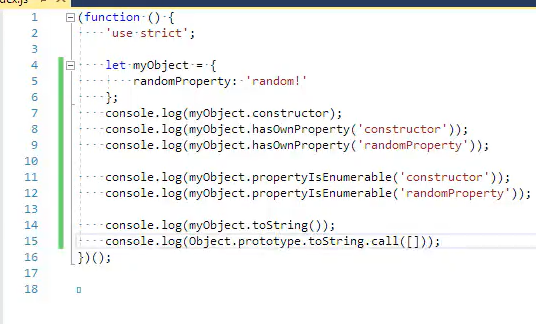 dex.js
1 (function () {
2 'use strict';
3
4 let myObject = {
5 randomProperty: 'random!'
6 };
7 console.log(myObject.constructor);
8 console.log(myObject.hasOwnProperty('constructor'));
9 console.log(myObject.hasOwnProperty('randomProperty'));
10
11 console.log(myObject.propertyIsEnumerable('constructor'));
12 console.log(myObject.propertyIsEnumerable('randomProperty'));
13
14 console.log(myObject.toString());
15 console.log(Object.prototype.toString.call([]));
16 })();
17
18